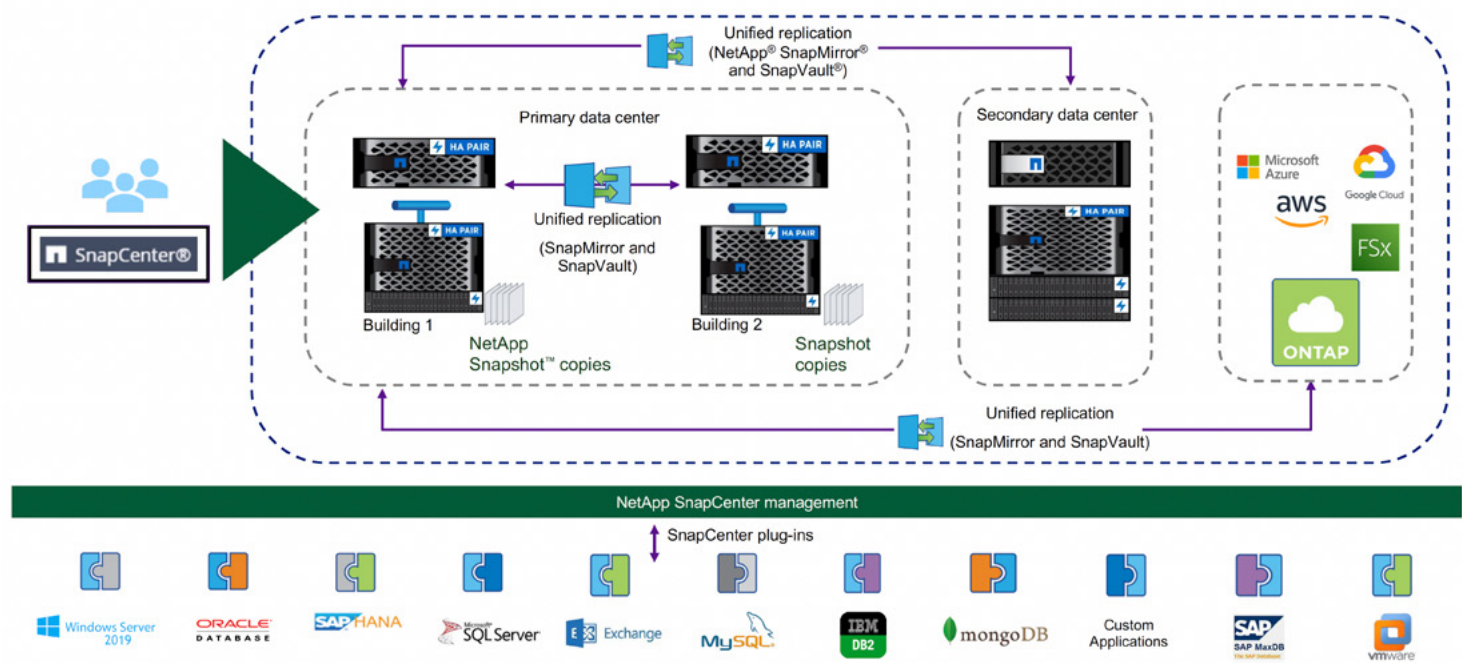 Unified replication
(NetApp® SnapMirror®
and SnapVault®)
Primary data center
Secondary data center
HA PAIR
HA PAIR
Unified replication
(SnapMirror and
SnapVault)
HA PAIR
HA PAIR
HA PAIR
Building 1
Building 2
NetApp
Snapshot™ copies
Snapshot
copies
SnapCenter®
Microsoft
Azure
Google Cloud
aws
FSx
ONTAP
Unified replication
(SnapMirror and SnapVault)
NetApp SnapCenter management
SnapCenter plug-ins
Windows Server
2019
ORACLE®
DATABASE
SAP HANA
Microsoft®
SQL Server
Exchange
MySQL®
IBM
DB2
mongoDB
Custom
Applications
SAP
SAP MaxDB
vmware